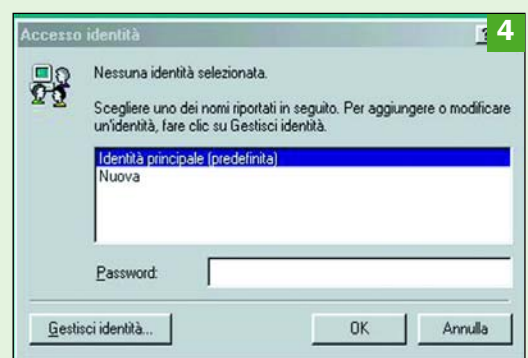 Accesso identità
4
Nessuna identità selezionata.
Scegliere uno dei nomi riportati in seguito. Per aggiungere o modificare
un'identità, fare clic su Gestisci identità.
Identità principale (predefinita)
Nuova
Password:
Gestisci identità...
OK
Annulla